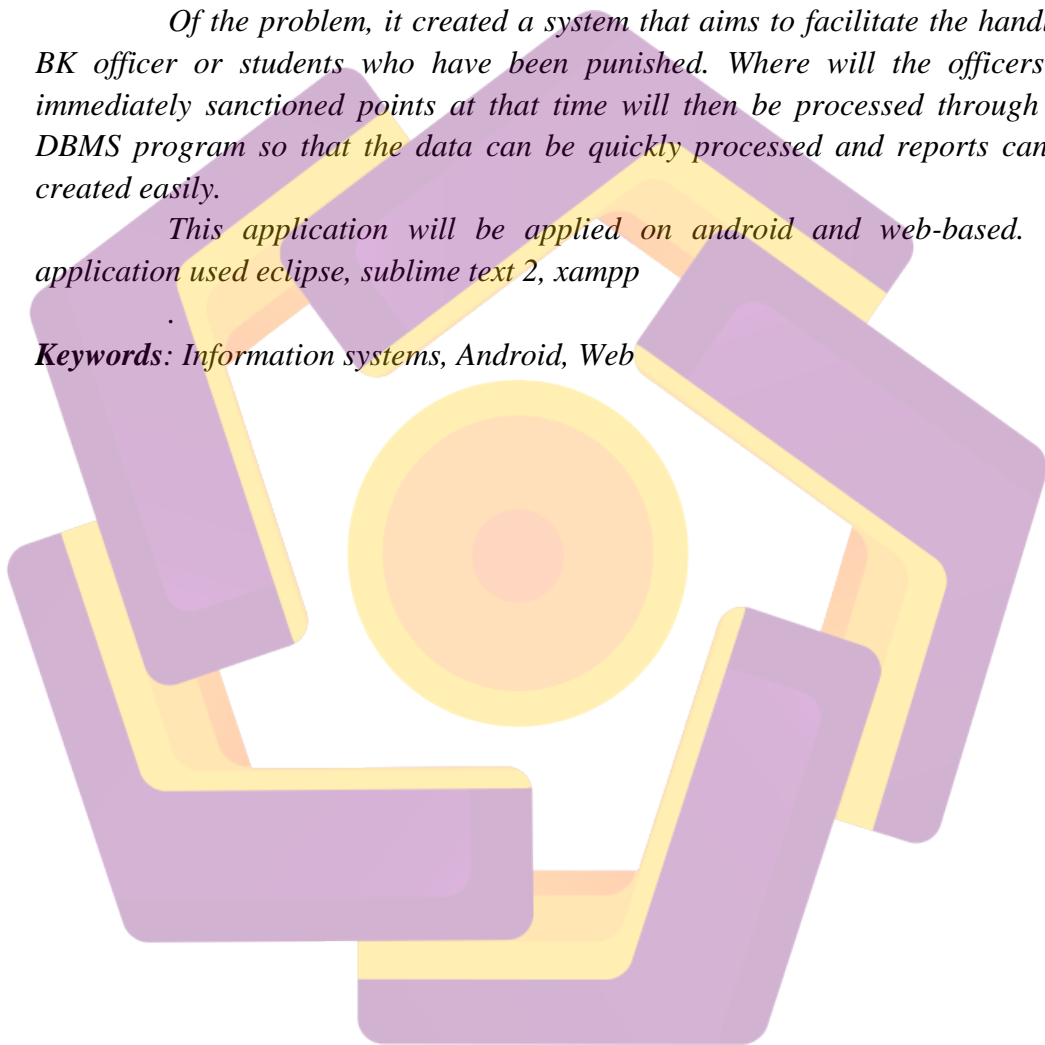 Of the problem, it created a system that aims to facilitate the hand
BK officer or students who have been punished. Where will the officers
immediately sanctioned points at that time will then be processed through
DBMS program so that the data can be quickly processed and reports can
created easily.
This application will be applied on android and web-based.
application used eclipse, sublime text 2, xampp
.
Keywords: Information systems, Android, Web